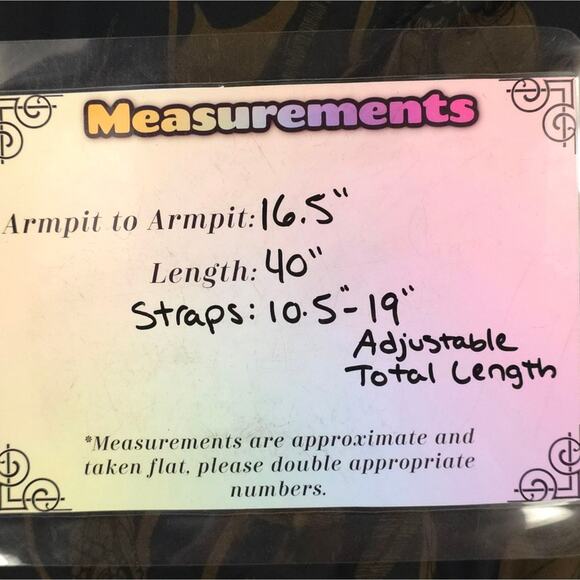 Measurements
Armpit to Armpit: 16.5"
Length: 40"
Straps: 10.5"-19"
Adjustable
Total Length
*Measurements are approximate and
taken flat, please double appropriate
numbers.